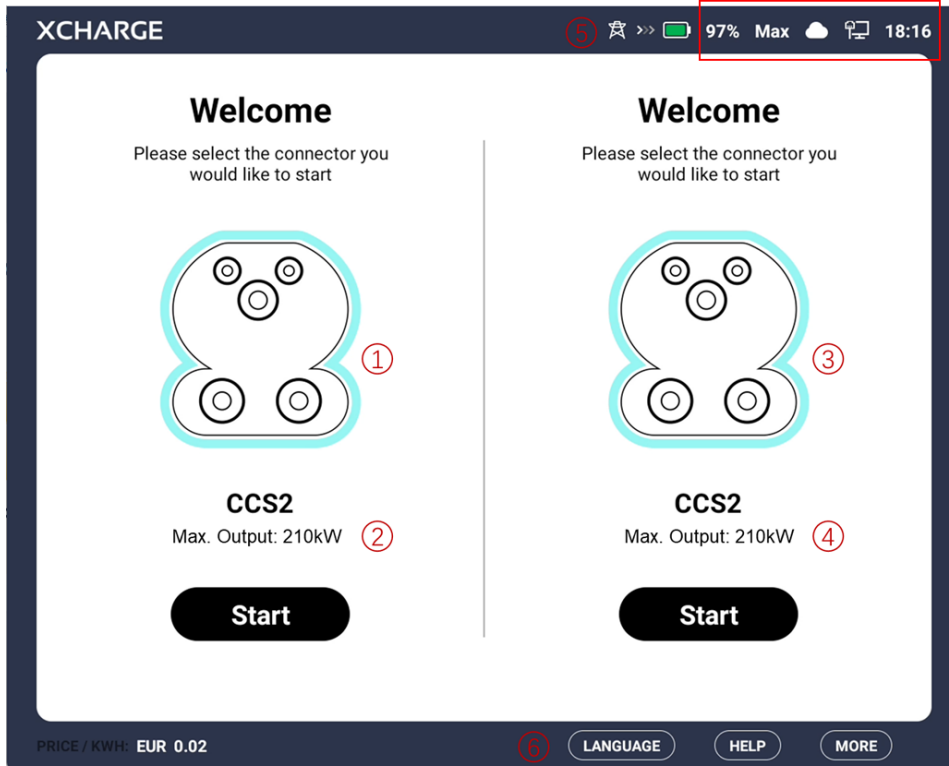 XCHARGE
⑤ >>> 97% Max 18:16
Welcome
Please select the connector you
would like to start
①
CCS2
Max. Output: 210kW ②
Start
Welcome
Please select the connector you
would like to start
③
CCS2
Max. Output: 210kW ④
Start
PRICE / KWH: EUR 0.02
⑥ LANGUAGE HELP MORE